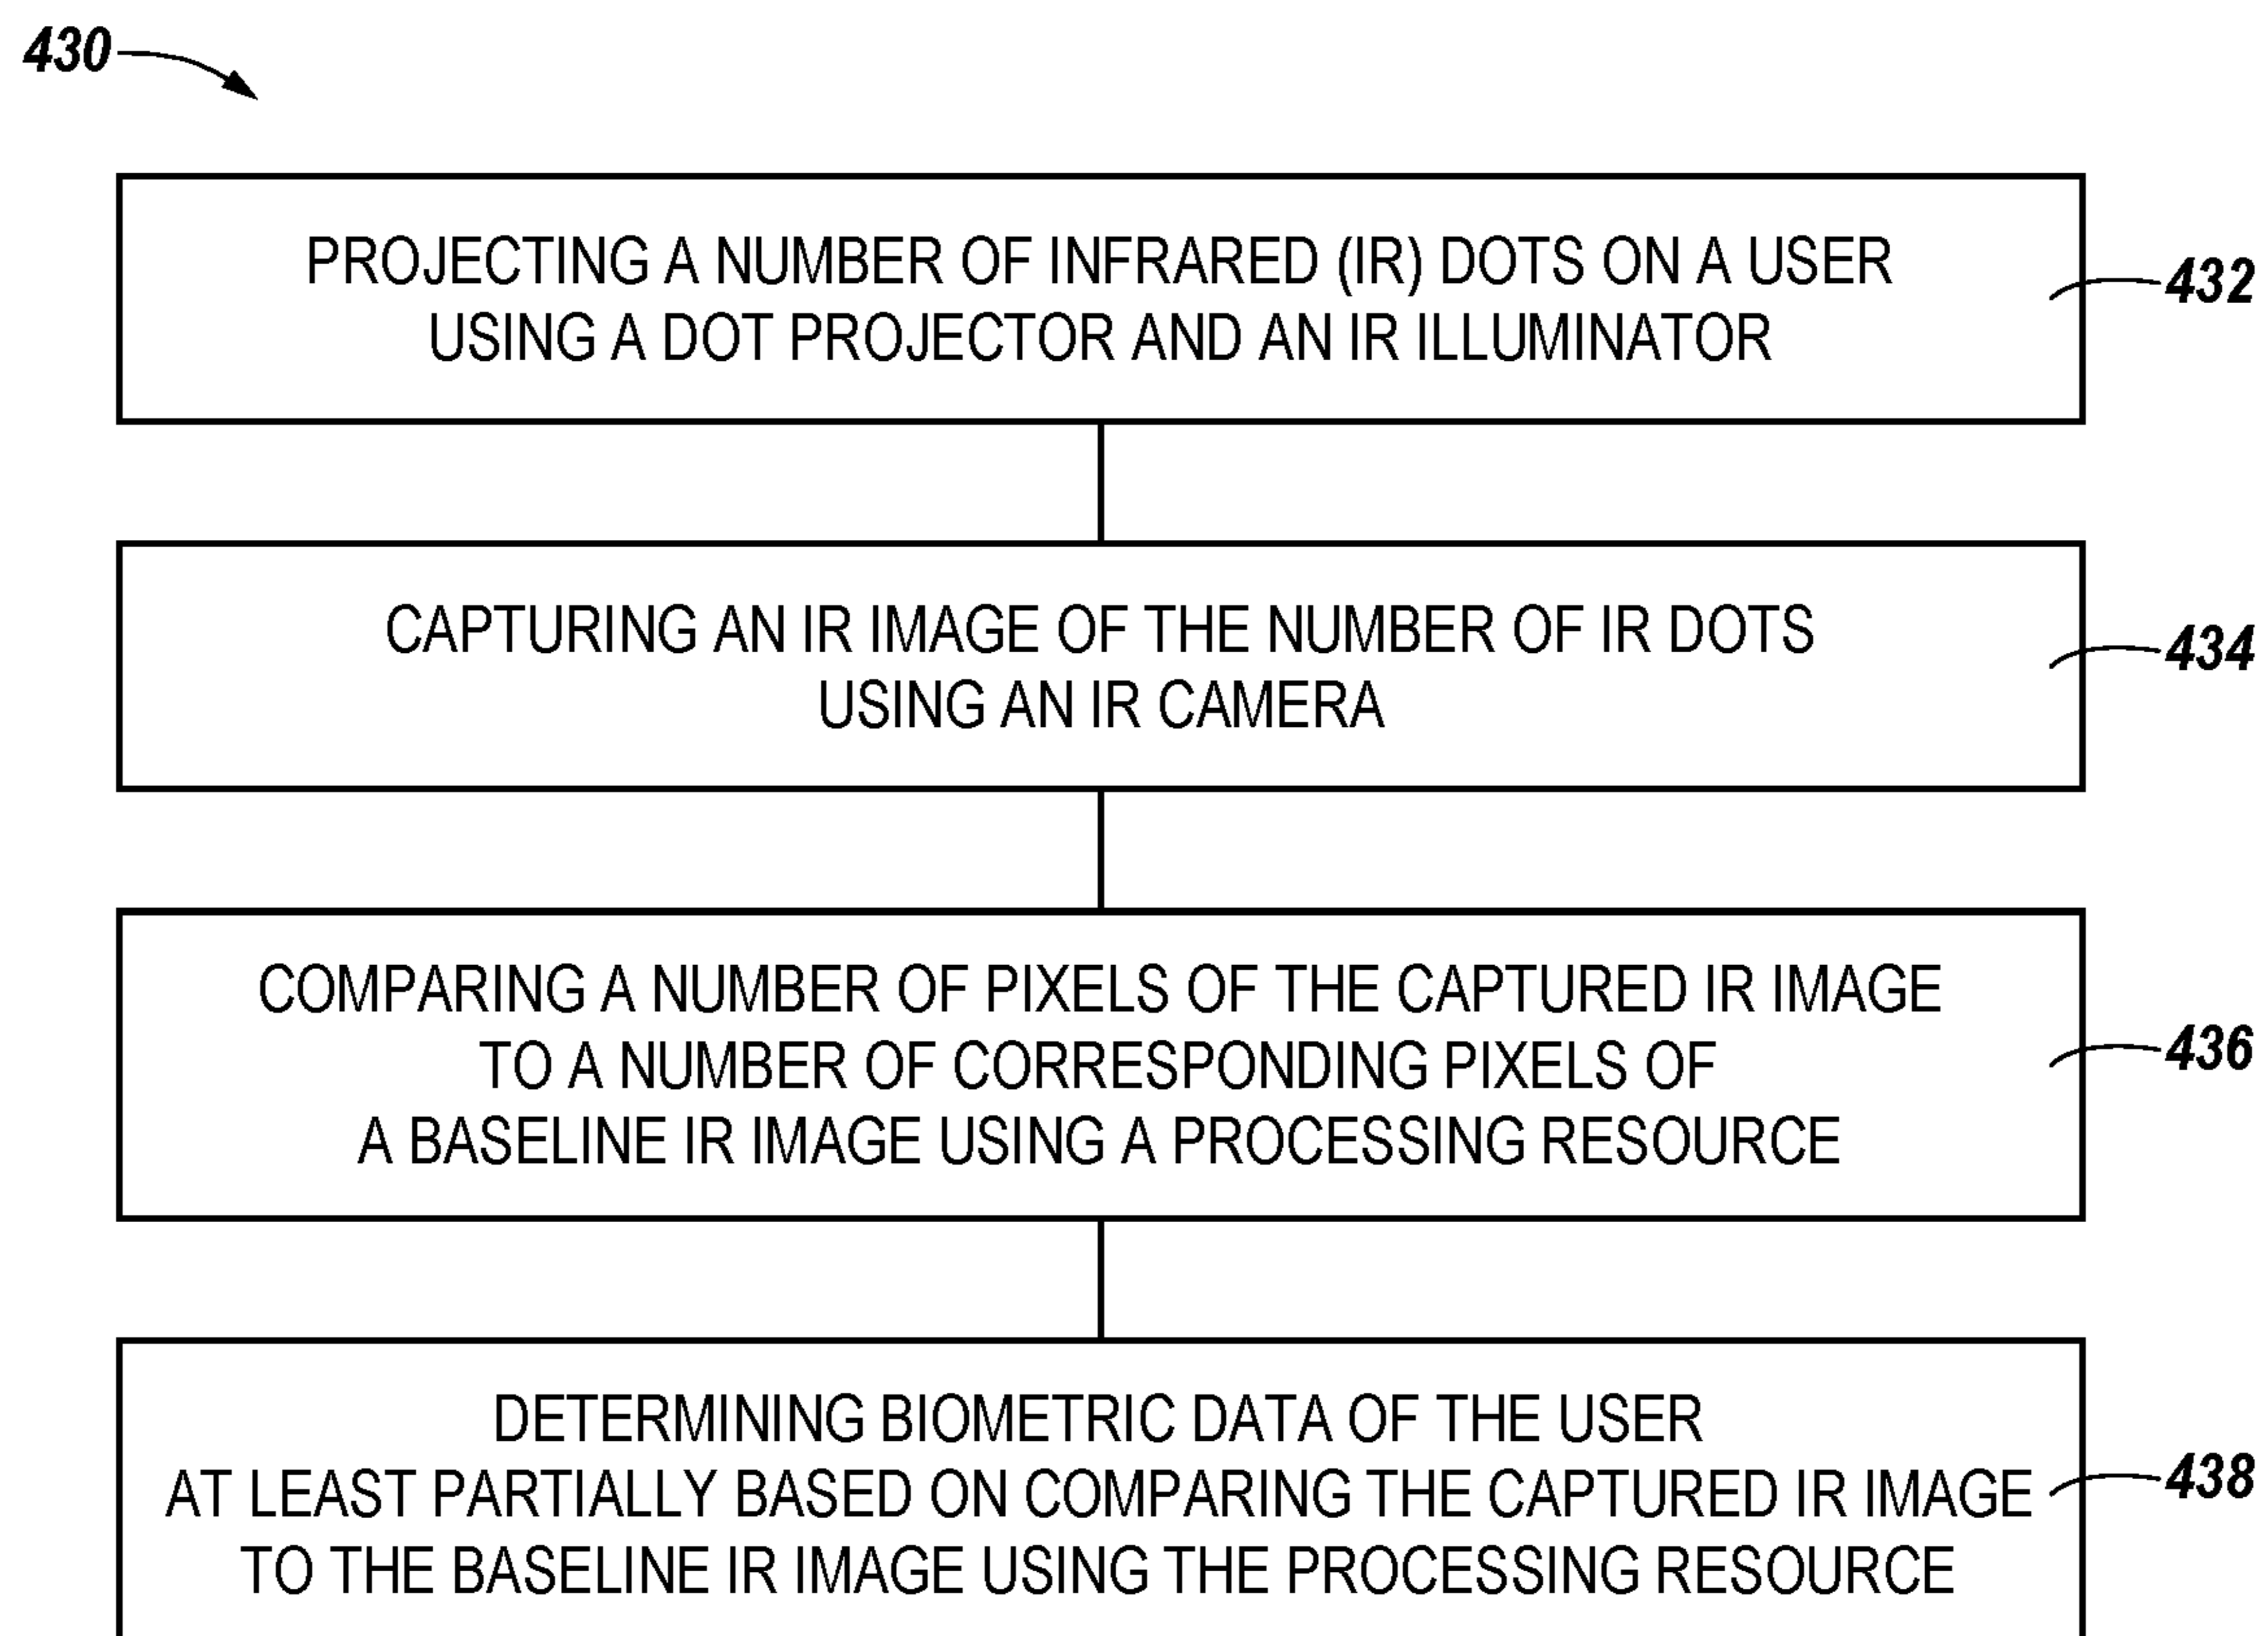 430
PROJECTING A NUMBER OF INFRARED (IR) DOTS ON A USER
USING A DOT PROJECTOR AND AN IR ILLUMINATOR
432
CAPTURING AN IR IMAGE OF THE NUMBER OF IR DOTS
USING AN IR CAMERA
434
COMPARING A NUMBER OF PIXELS OF THE CAPTURED IR IMAGE
TO A NUMBER OF CORRESPONDING PIXELS OF
A BASELINE IR IMAGE USING A PROCESSING RESOURCE
436
DETERMINING BIOMETRIC DATA OF THE USER
AT LEAST PARTIALLY BASED ON COMPARING THE CAPTURED IR IMAGE
TO THE BASELINE IR IMAGE USING THE PROCESSING RESOURCE
438